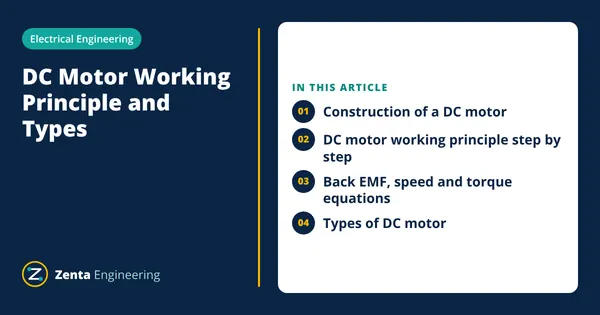 Electrical Engineering
DC Motor Working
Principle and
Types
Zenta Engineering
IN THIS ARTICLE
01 Construction of a DC motor
02 DC motor working principle step by
step
03 Back EMF, speed and torque
equations
04 Types of DC motor